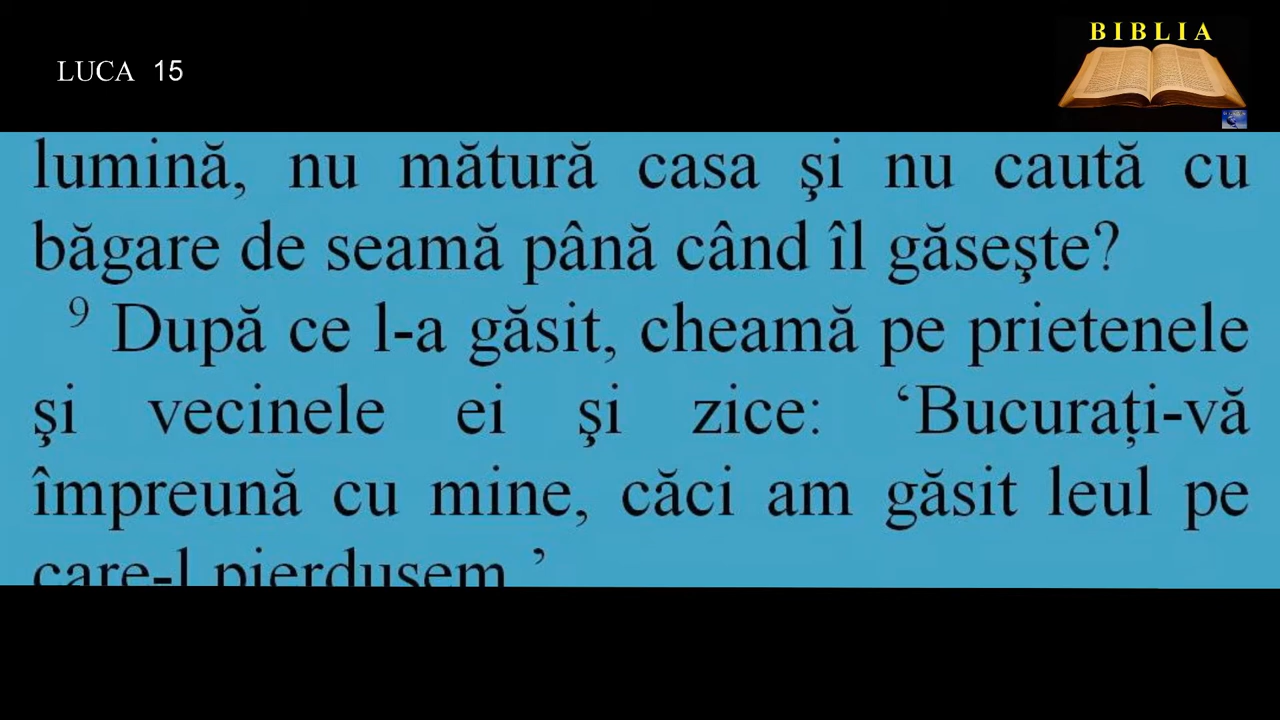 BIBLIA
LUCA 15
lumină, nu mătură casa şi nu caută cu
băgare de seamă până când îl găseşte?
9 După ce l-a găsit, cheamă pe prietenele
şi vecinele ei şi zice: ‘Bucuraţi-vă
împreună cu mine, căci am găsit leul pe
care-l pierdusem.’